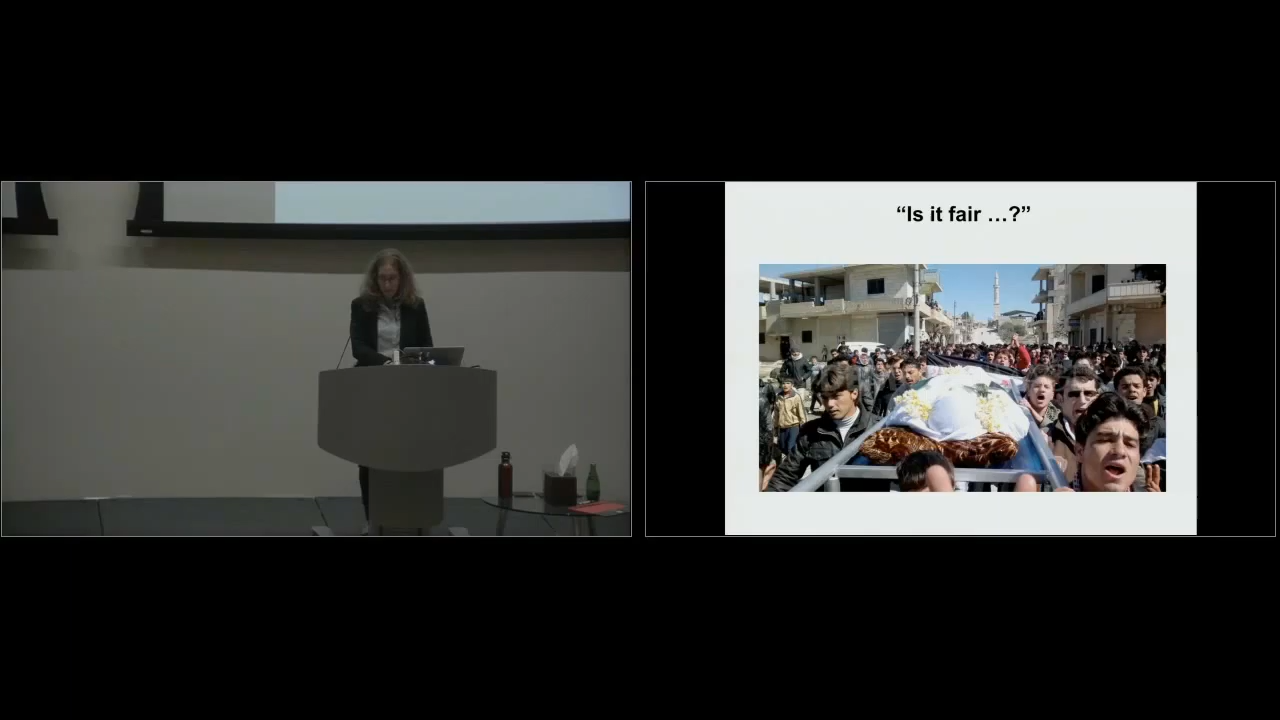 “Is it fair …?”